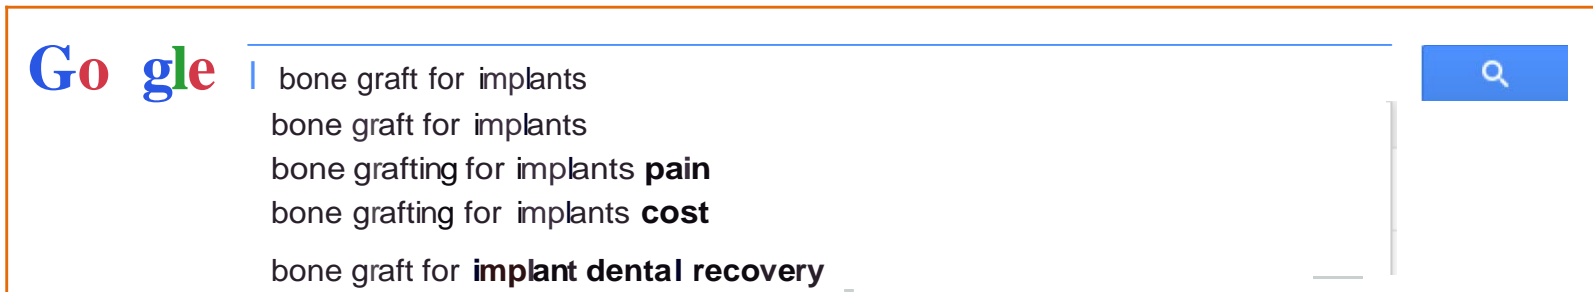 Go gle bone graft for implants
bone graft for implants
bone grafting for implants pain
bone grafting for implants cost
bone graft for implant dental recovery